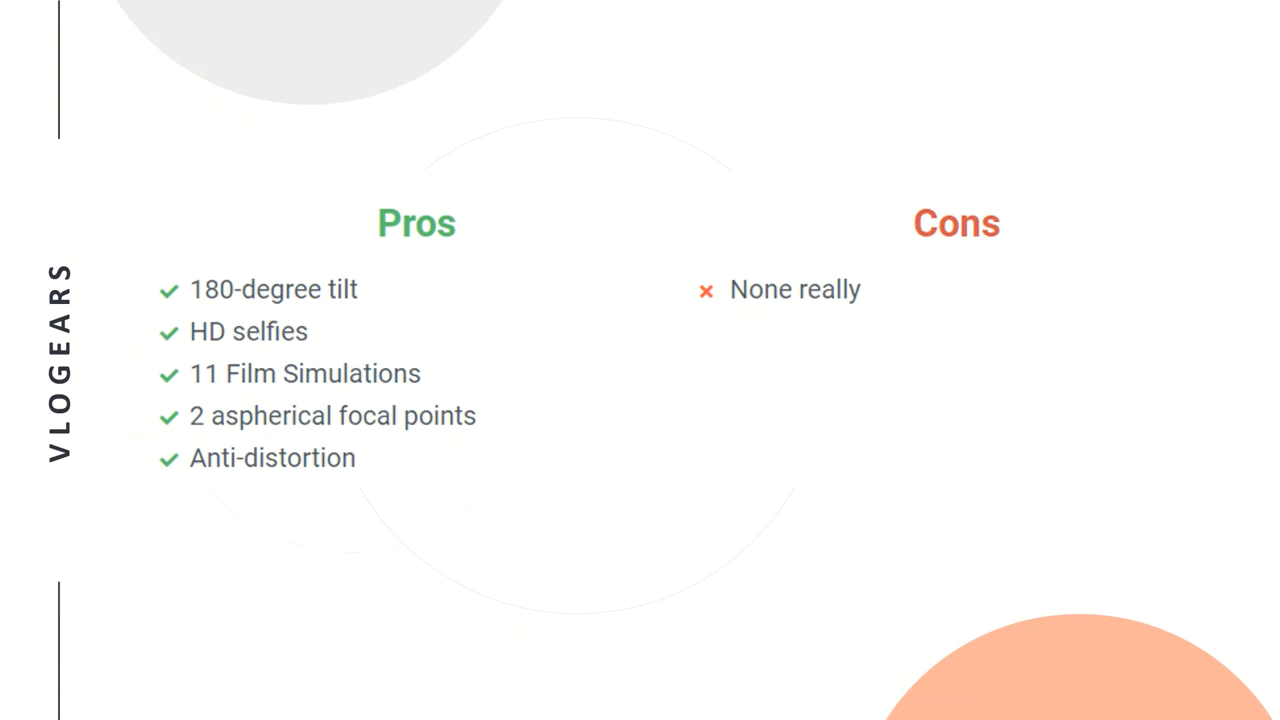 VLOGEARS
Pros
180-degree tilt
HD selfies
11 Film Simulations
2 aspherical focal points
Anti-distortion
Cons
None really